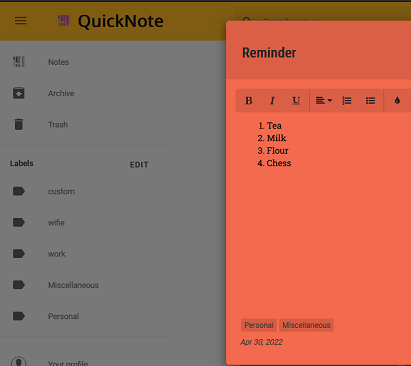 QuickNote
Notes
Archive
Trash
Labels
EDIT
custom
wifie
work
Miscellaneous
Personal
Your profile
Reminder
B I U
1. Tea
2. Milk
3. Flour
4. Chess
Personal Miscellaneous
Apr 30, 2022